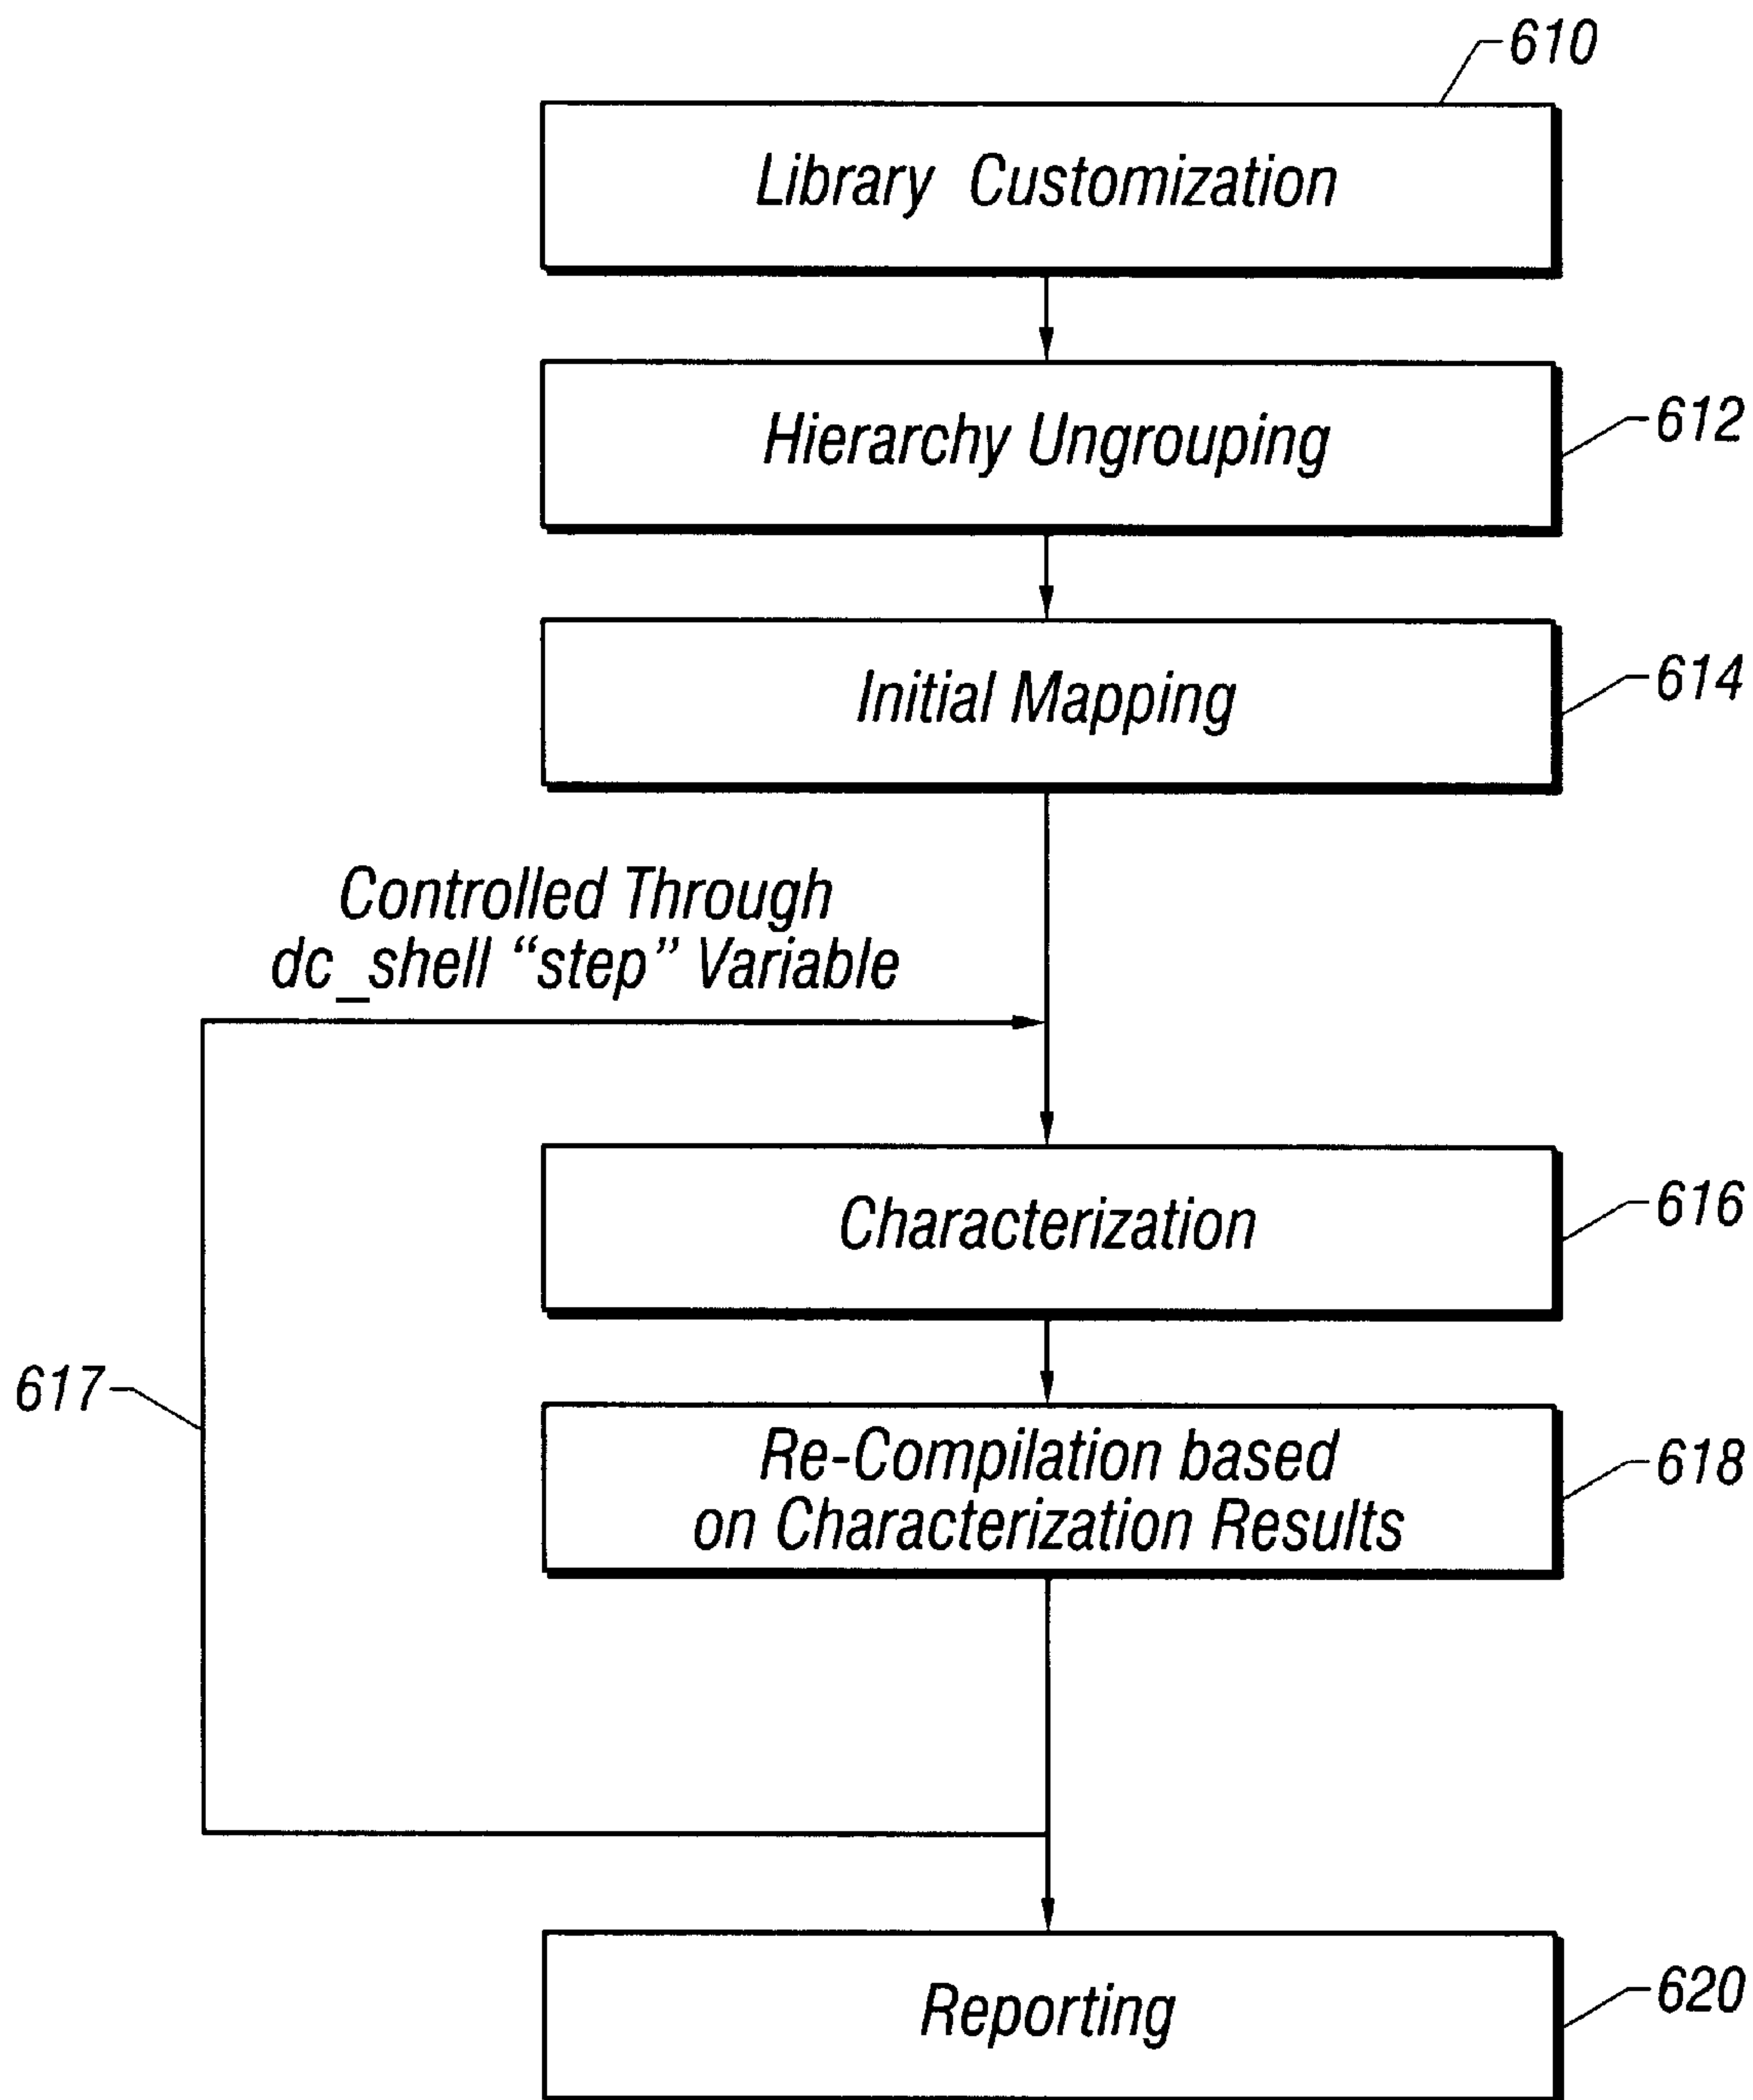 610
Library Customization
Hierarchy Ungrouping
612
Initial Mapping
614
Controlled Through
dc_shell “step” Variable
Characterization
616
617
Re-Compilation based
on Characterization Results
618
Reporting
620